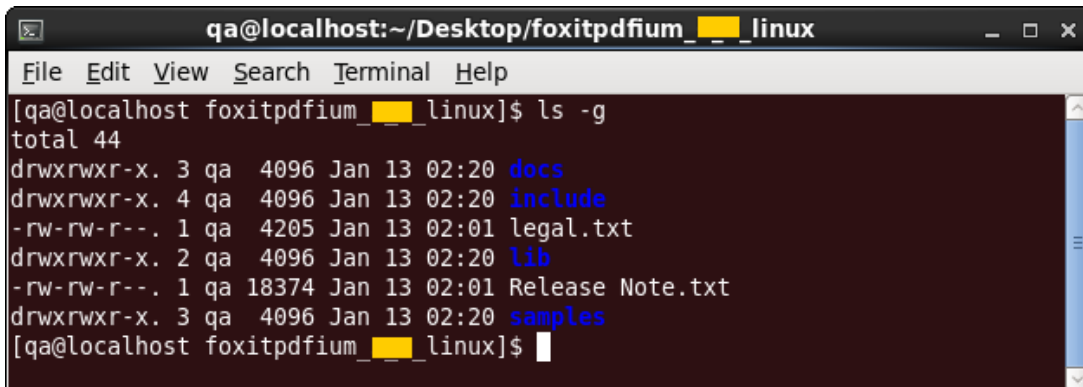 qa@localhost:~/Desktop/foxitpdfium_ _ _linux
File Edit View Search Terminal Help
[qa@localhost foxitpdfium_ _ _linux]$ ls -g
total 44
drwxrwxr-x. 3 qa  4096 Jan 13 02:20 docs
drwxrwxr-x. 4 qa  4096 Jan 13 02:20 include
-rw-rw-r--. 1 qa  4205 Jan 13 02:01 legal.txt
drwxrwxr-x. 2 qa  4096 Jan 13 02:20 lib
-rw-rw-r--. 1 qa 18374 Jan 13 02:01 Release Note.txt
drwxrwxr-x. 3 qa  4096 Jan 13 02:20 samples
[qa@localhost foxitpdfium_ _ _linux]$